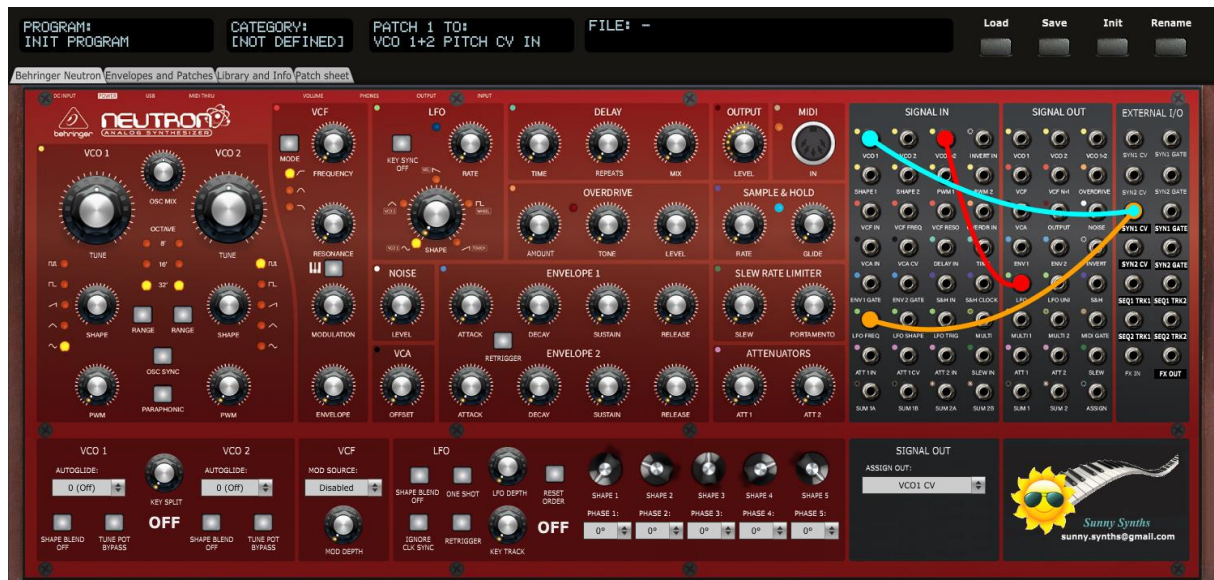 PROGRAM:
INIT PROGRAM
CATEGORY:
[NOT DEFINED]
PATCH 1 TO:
VCO 1+2 PITCH CV IN
FILE: -
Load
Save
Init
Rename
Behringer Neutron
Envelopes and Patches
Library and Info
Patch sheet
DC INPUT
POWER
USB
MIDI THRU
VOLUME
PHONES
OUTPUT
INPUT
behringer
NEUTRON
ANALOG SYNTHESIZER
VCO 1
VCO 2
OSC MIX
TUNE
TUNE
OCTAVE
8'
16'
32'
SHAPE
RANGE
RANGE
SHAPE
OSC SYNC
PARAPHONIC
PWM
PWM
VCF
MODE
FREQUENCY
RESONANCE
MODULATION
ENVELOPE
LFO
KEY SYNC
OFF
RATE
SHAPE
NOISE
LEVEL
VCA
OFFSET
DELAY
TIME
REPEATS
MIX
OVERDRIVE
AMOUNT
TONE
LEVEL
ENVELOPE 1
ATTACK
DECAY
SUSTAIN
RELEASE
RETRIGGER
ENVELOPE 2
ATTACK
DECAY
SUSTAIN
RELEASE
OUTPUT
LEVEL
MIDI
IN
SAMPLE & HOLD
RATE
GLIDE
SLEW RATE LIMITER
SLEW
PORTAMENTO
ATTENUATORS
ATT 1
ATT 2
SIGNAL IN
VCO 1
VCO 2
INVERT IN
SHAPE 1
SHAPE 2
PWM 1
PWM 2
VCF IN
VCF FREQ
VCF RESO
OVERDR IN
VCA IN
VCA CV
DELAY IN
ENV 1 GATE
ENV 2 GATE
S&H IN
S&H CLOCK
LFO FREQ
LFO SHAPE
LFO TRIG
MULTI
ATT 1 IN
ATT 1 CV
ATT 2 IN
SLEW IN
SUM 1A
SUM 1B
SUM 2A
SUM 2B
SIGNAL OUT
VCO 1
VCO 2
VCO 1+2
VCF
VCF N+1
OVERDRIVE
VCA
OUTPUT
NOISE
ENV 1
ENV 2
INVERT
LFO
LFO UNI
S&H
MULTI 1
MULTI 2
MIDI GATE
ATT 1
ATT 2
SLEW
SUM 1
SUM 2
ASSIGN
EXTERNAL I/O
SYN1 CV
SYN1 GATE
SYN2 CV
SYN2 GATE
SYN1 CV
SYN1 GATE
SYN2 CV
SYN2 GATE
SEQ1 TRK1
SEQ1 TRK2
SEQ2 TRK1
SEQ2 TRK2
FX IN
FX OUT
VCO 1
VCO 2
AUTOGLIDE:
0 (Off)
KEY SPLIT
OFF
AUTOGLIDE:
0 (Off)
SHAPE BLEND
OFF
TUNE POT
BYPASS
SHAPE BLEND
OFF
TUNE POT
BYPASS
VCF
MOD SOURCE:
Disabled
MOD DEPTH
LFO
SHAPE BLEND
OFF
ONE SHOT
LFO DEPTH
RESET
ORDER
IGNORE
CLK SYNC
RETRIGGER
KEY TRACK
OFF
SHAPE 1
SHAPE 2
SHAPE 3
SHAPE 4
SHAPE 5
PHASE 1:
PHASE 2:
PHASE 3:
PHASE 4:
PHASE 5:
0°
0°
0°
0°
0°
SIGNAL OUT
ASSIGN OUT:
VCO1 CV
Sunny Synths
sunny.synths@gmail.com